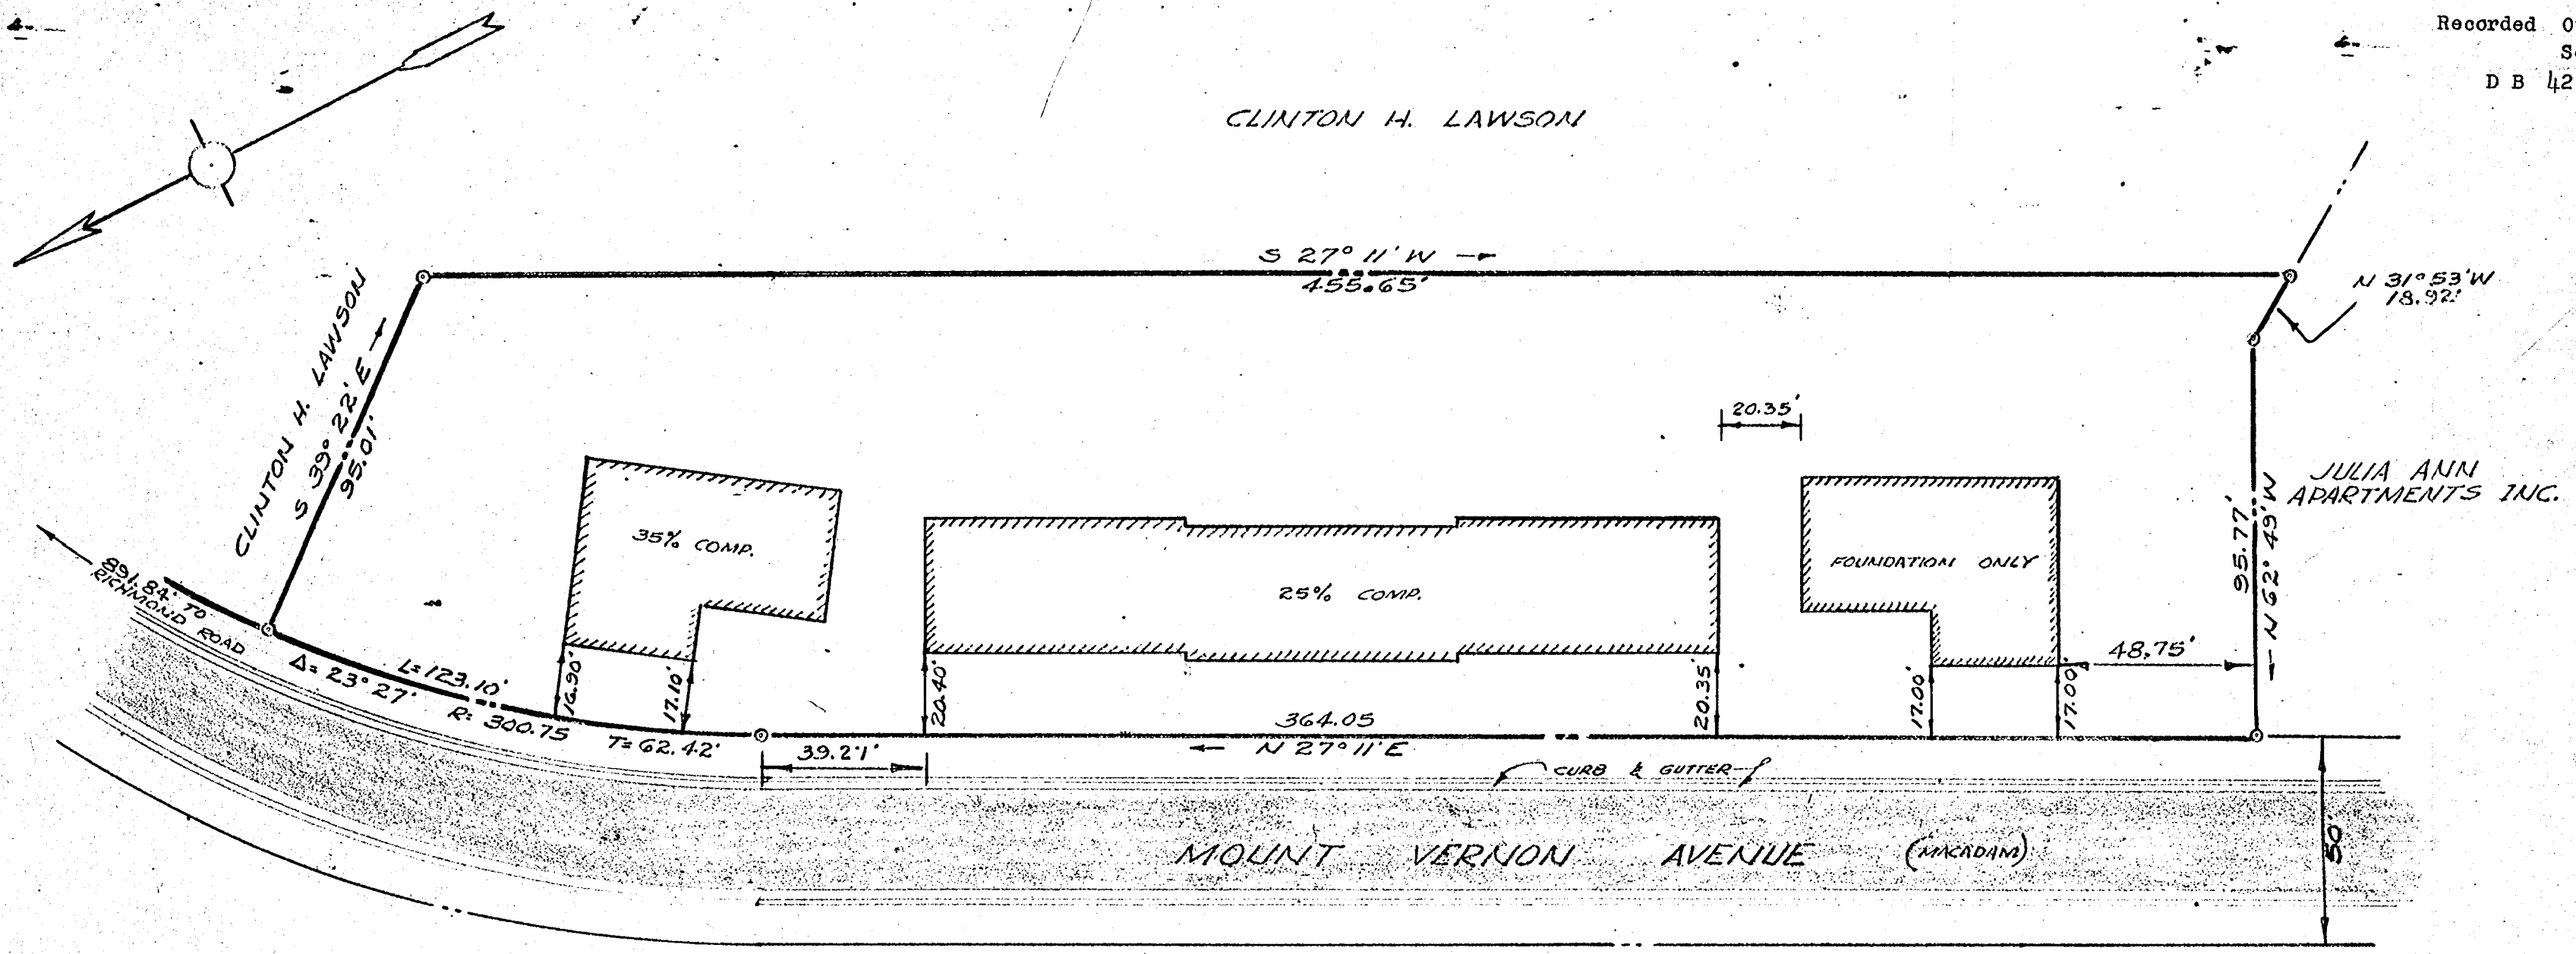 Recorded
D B 42
CLINTON H. LAWSON
S 27° 11' W
455.65'
N 31° 53' W
18.92'
CLINTON H. LAWSON
S 39° 22' E
95.01'
20.35'
JULIA ANN
APARTMENTS INC.
95.77'
N 62° 49' W
35% COMP.
25% COMP.
FOUNDATION ONLY
891.84' TO
RICHMOND ROAD
Δ= 23° 27'
L= 123.10'
R= 300.75
T= 62.42'
16.90'
17.10'
20.40'
20.35'
17.00'
17.00'
48.75'
39.21'
364.05
N 27° 11' E
CURB & GUTTER
MOUNT VERNON AVENUE (MACADAM)
50'